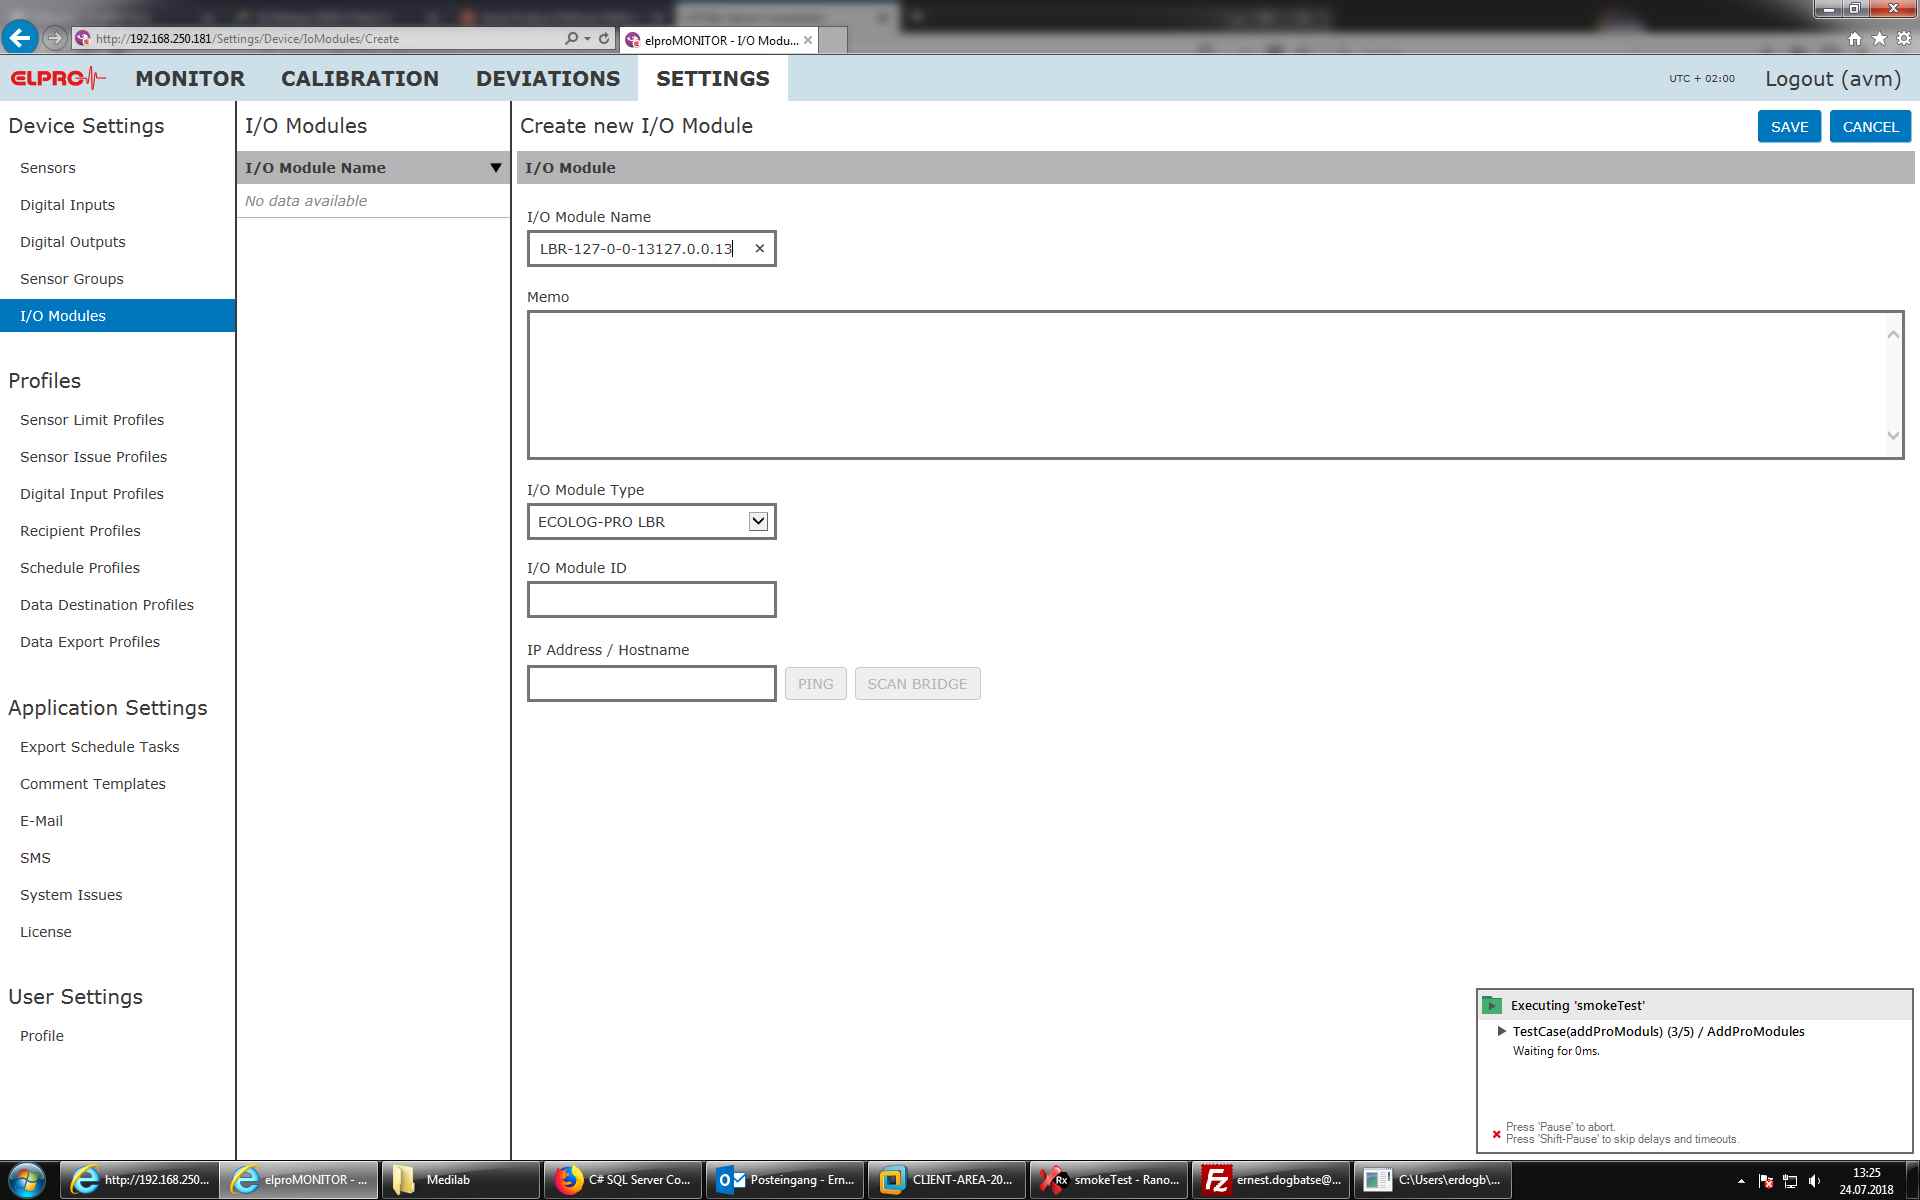 http://192.168.250.181/Settings/Device/IoModules/Create
elproMONITOR - I/O Modu...
ELPRO
MONITOR
CALIBRATION
DEVIATIONS
SETTINGS
UTC + 02:00
Logout (avm)
Device Settings
Sensors
Digital Inputs
Digital Outputs
Sensor Groups
I/O Modules
Profiles
Sensor Limit Profiles
Sensor Issue Profiles
Digital Input Profiles
Recipient Profiles
Schedule Profiles
Data Destination Profiles
Data Export Profiles
Application Settings
Export Schedule Tasks
Comment Templates
E-Mail
SMS
System Issues
License
User Settings
Profile
I/O Modules
I/O Module Name
No data available
Create new I/O Module
SAVE
CANCEL
I/O Module
I/O Module Name
LBR-127-0-0-13127.0.0.13
Memo
I/O Module Type
ECOLOG-PRO LBR
I/O Module ID
IP Address / Hostname
PING
SCAN BRIDGE
Executing 'smokeTest'
TestCase(addProModuls) (3/5) / AddProModules
Waiting for 0ms.
Press 'Pause' to abort.
Press 'Shift-Pause' to skip delays and timeouts.
http://192.168.250...
elproMONITOR - ...
Medilab
C# SQL Server Co...
Posteingang - Ern...
CLIENT-AREA-20...
Rx
smokeTest - Rano...
ernest.dogbatse@...
C:\Users\erdogb\...
13:25
24.07.2018